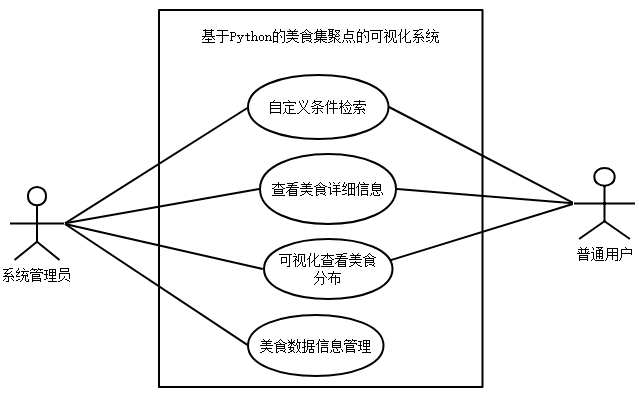 基于Python的美食集聚点的可视化系统
自定义条件检索
查看美食详细信息
可视化查看美食
分布
美食数据信息管理
系统管理员
普通用户